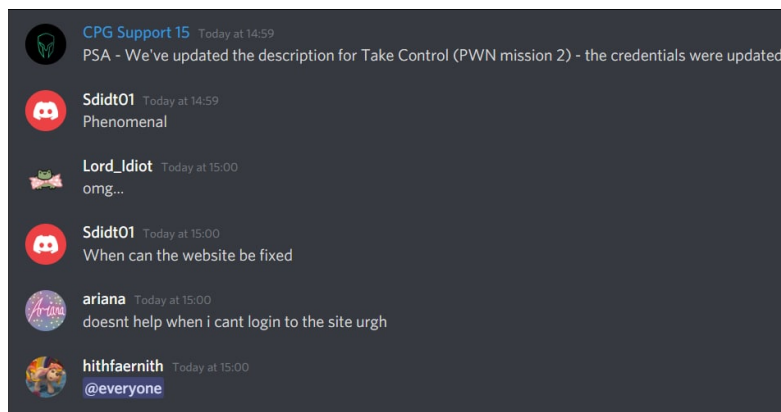 CPG Support 15 Today at 14:59
PSA - We've updated the description for Take Control (PWN mission 2) - the credentials were updated
Sdidt01 Today at 14:59
Phenomenal
Lord_Idiot Today at 15:00
omg...
Sdidt01 Today at 15:00
When can the website be fixed
Ariana
ariana Today at 15:00
doesnt help when i cant login to the site urgh
hithfaernith Today at 15:00
@everyone